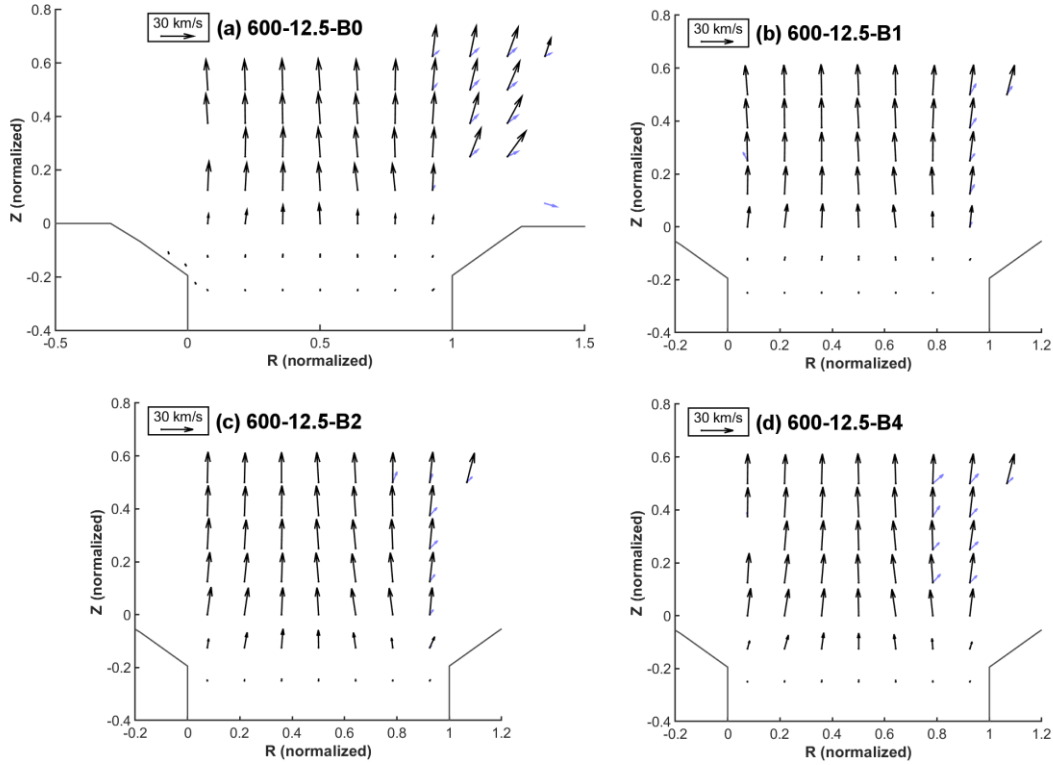 30 km/s
(a) 600-12.5-B0
0.8
0.6
0.4
0.2
0
-0.2
-0.4
Z (normalized)
-0.5 0 0.5 1 1.5
R (normalized)
30 km/s
(b) 600-12.5-B1
0.8
0.6
0.4
0.2
0
-0.2
-0.4
Z (normalized)
-0.2 0 0.2 0.4 0.6 0.8 1 1.2
R (normalized)
30 km/s
(c) 600-12.5-B2
0.8
0.6
0.4
0.2
0
-0.2
-0.4
Z (normalized)
-0.2 0 0.2 0.4 0.6 0.8 1 1.2
R (normalized)
30 km/s
(d) 600-12.5-B4
0.8
0.6
0.4
0.2
0
-0.2
-0.4
Z (normalized)
-0.2 0 0.2 0.4 0.6 0.8 1 1.2
R (normalized)